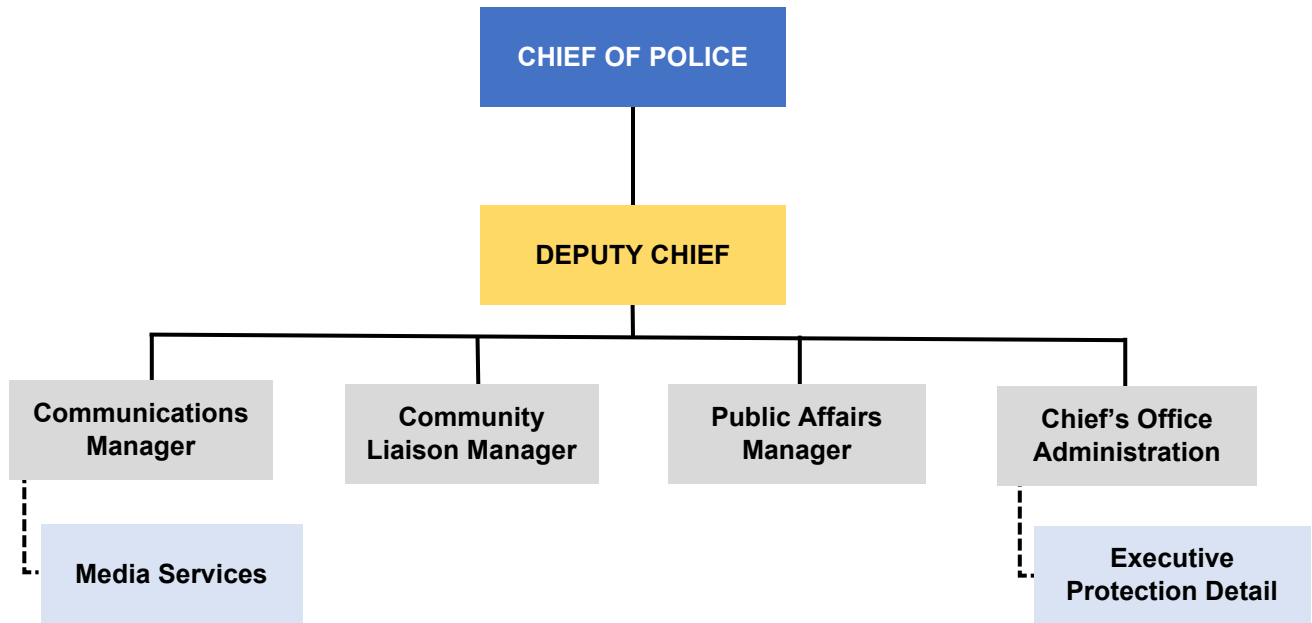 CHIEF OF POLICE
DEPUTY CHIEF
Communications
Manager
Community
Liaison Manager
Public Affairs
Manager
Chief’s Office
Administration
Media Services
Executive
Protection Detail